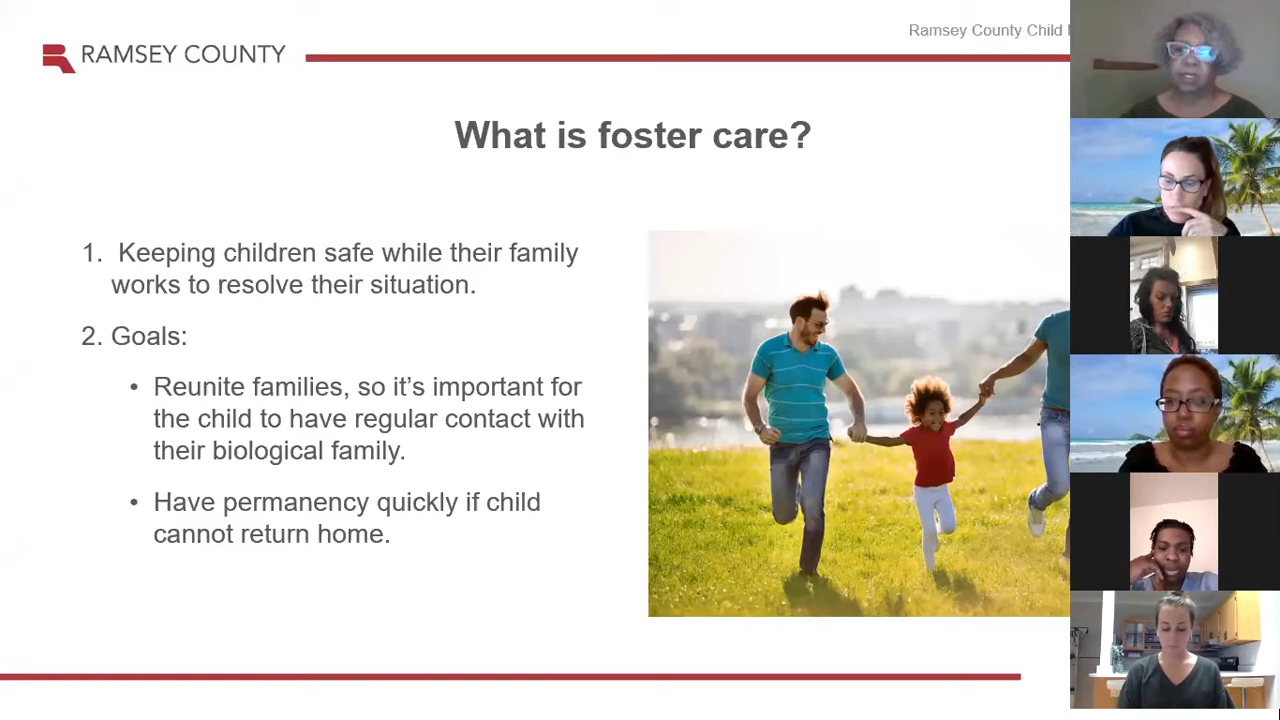 Ramsey County Child
RAMSEY COUNTY
What is foster care?
1. Keeping children safe while their family
works to resolve their situation.
2. Goals:
• Reunite families, so it’s important for
the child to have regular contact with
their biological family.
• Have permanency quickly if child
cannot return home.